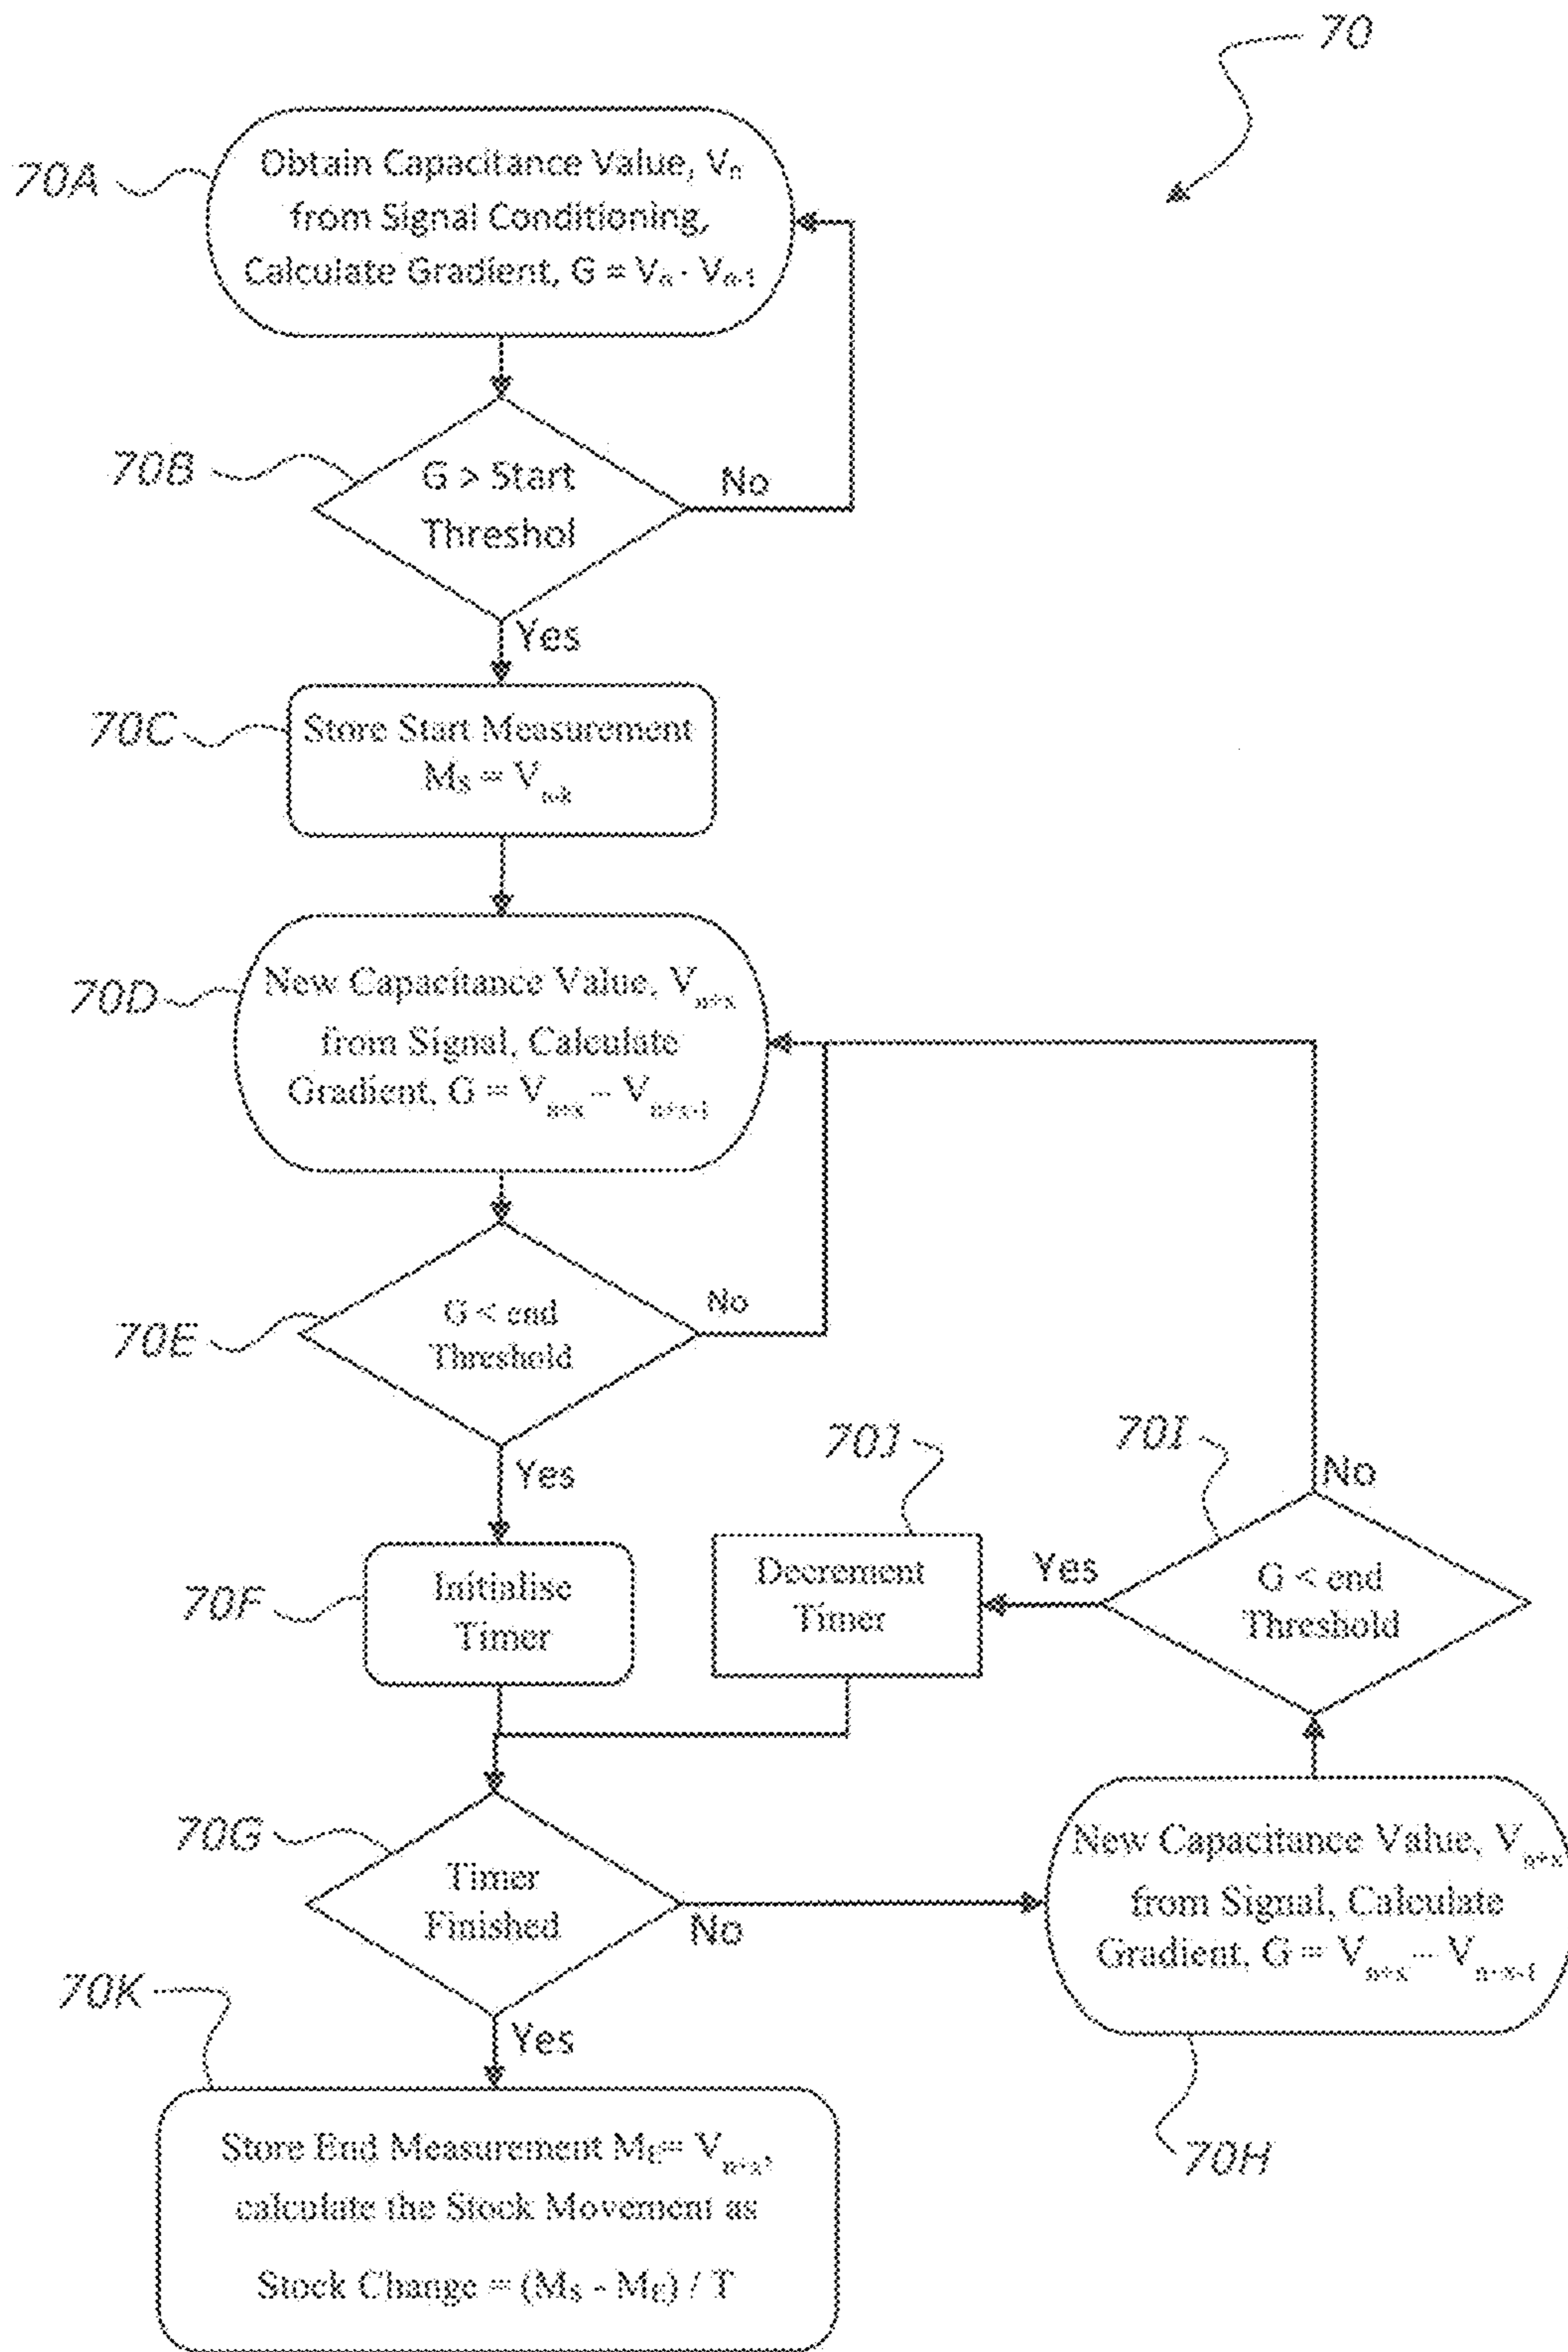 70
70A
Obtain Capacitance Value, Vn
from Signal Conditioning,
Calculate Gradient, G = Vn - Vn-1
70B
G > Start
Threshol
No
Yes
70C
Store Start Measurement
MS = Vn-k
70D
New Capacitance Value, Vn+x
from Signal, Calculate
Gradient, G = Vn+x – Vn+x-1
70E
G < end
Threshold
No
Yes
70F
Initialise
Timer
70J
Decrement
Timer
70I
G < end
Threshold
No
Yes
70G
Timer
Finished
No
Yes
New Capacitance Value, Vn+x
from Signal, Calculate
Gradient, G = Vn+x – Vn+x-1
70H
70K
Store End Measurement ME= Vn+x,
calculate the Stock Movement as
Stock Change = (MS - ME) / T